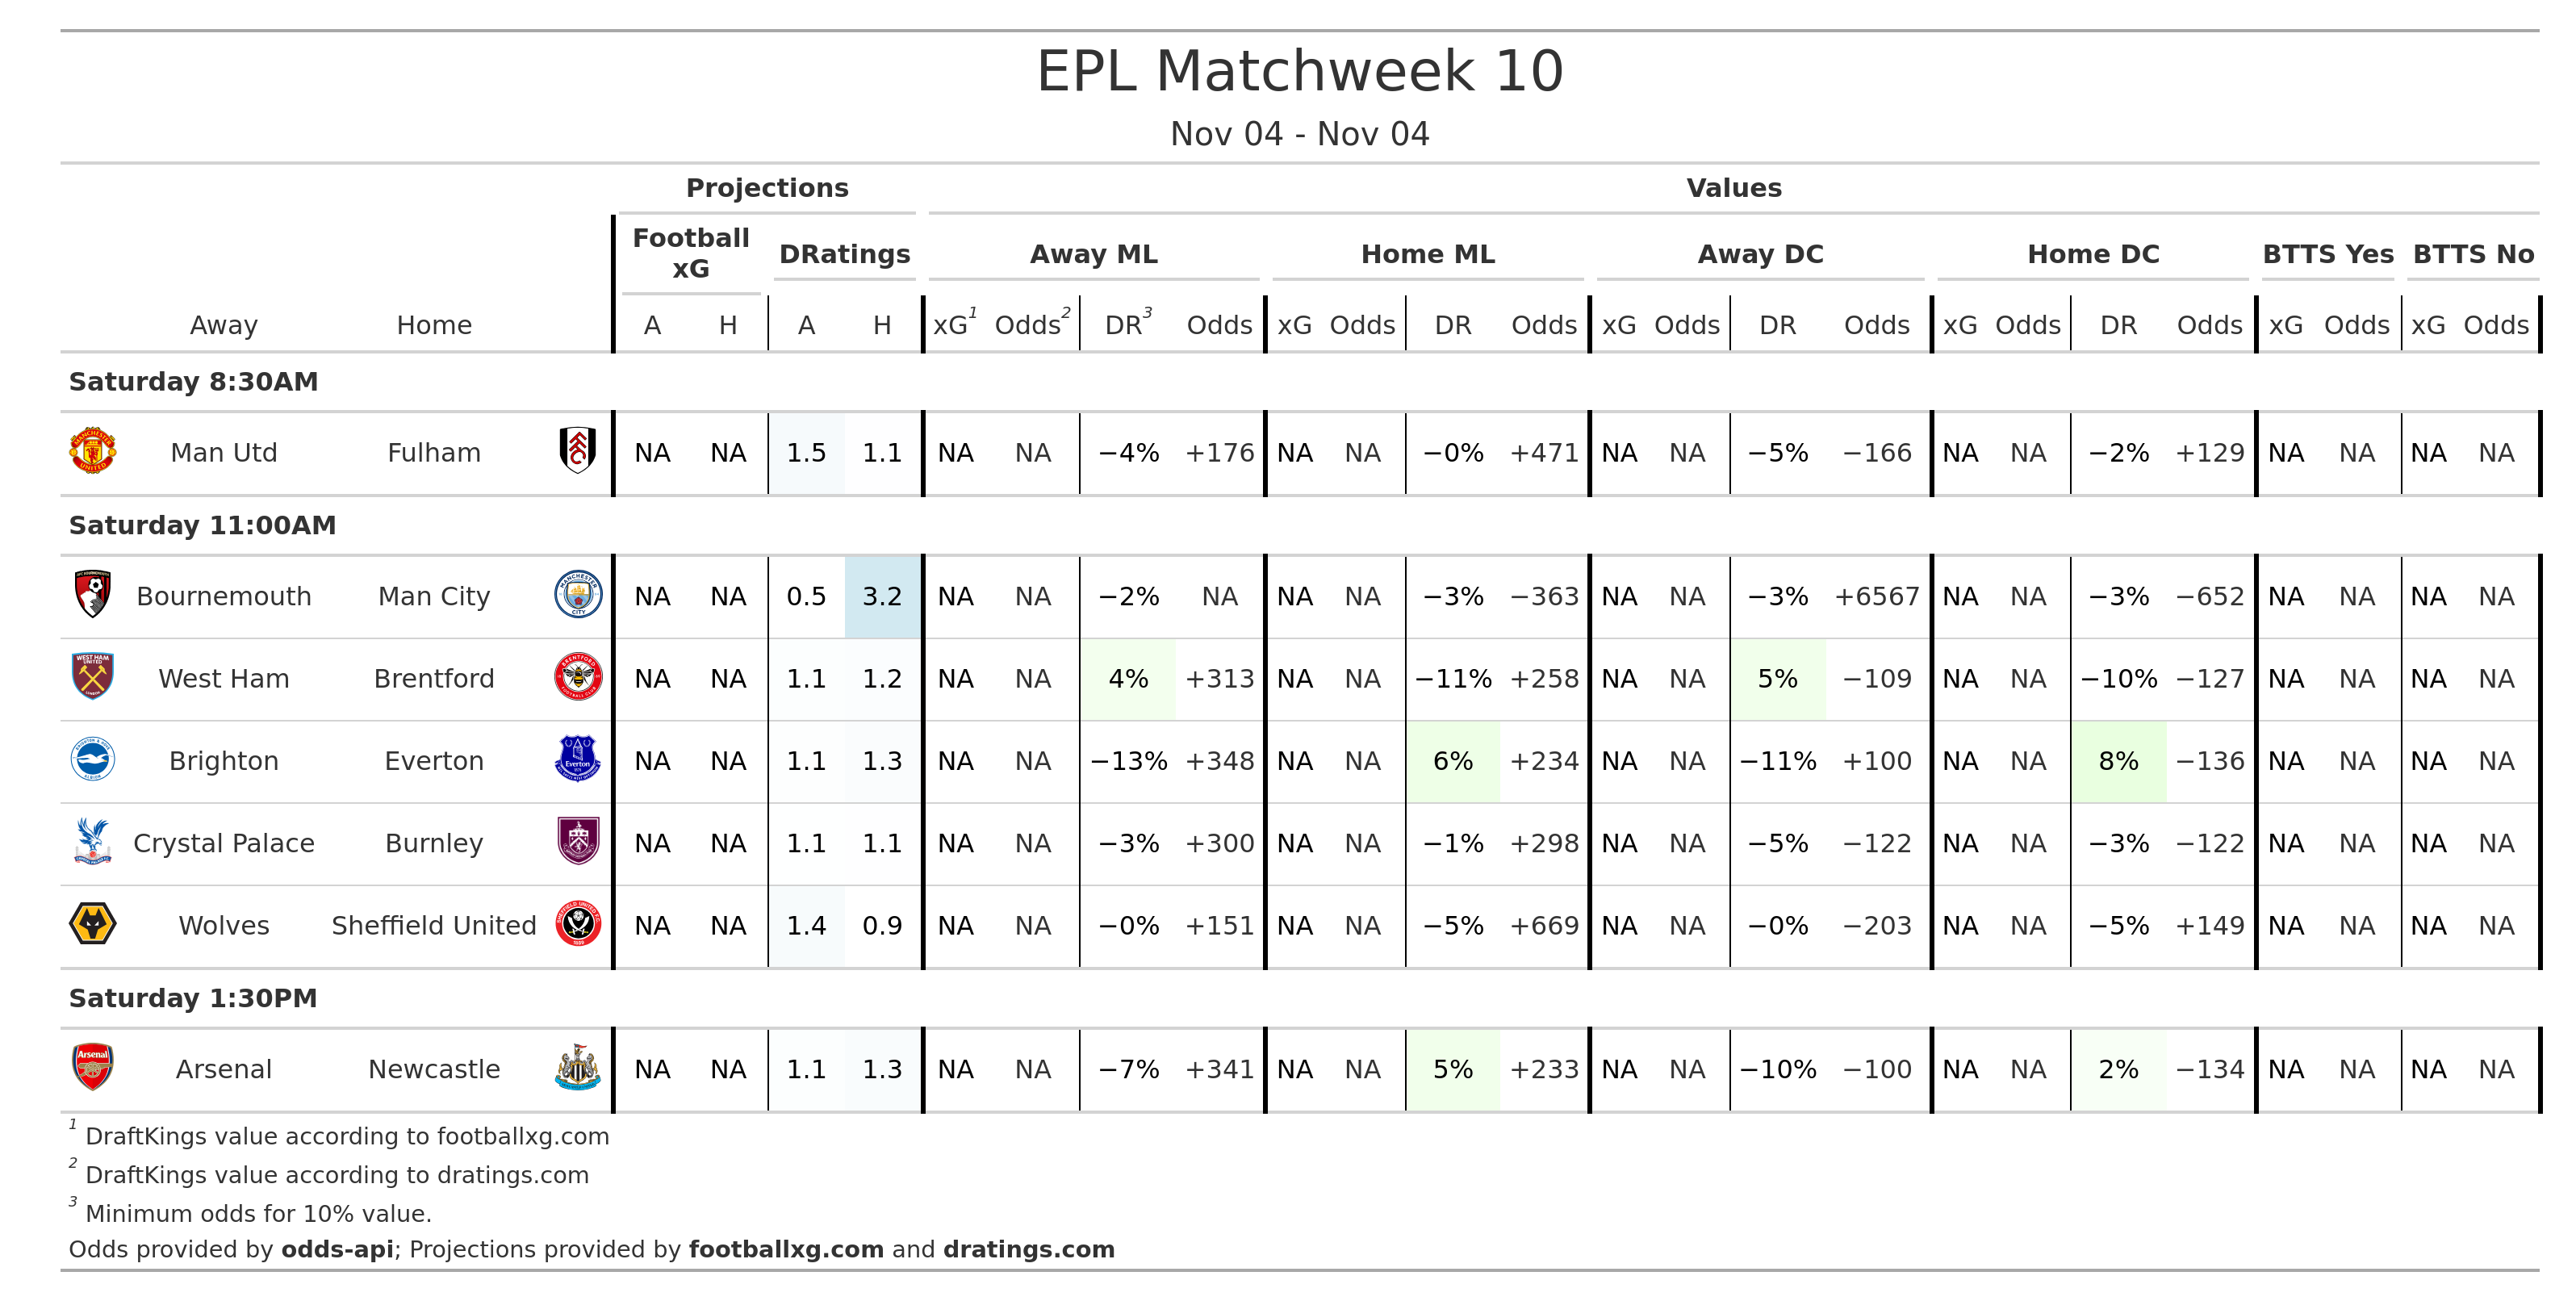 EPL Matchweek 10
Nov 04 - Nov 04
Projections Values
Football xG DRatings Away ML Home ML Away DC Home DC BTTS Yes BTTS No
Away Home A H A H xG1 Odds2 DR3 Odds xG Odds DR Odds xG Odds DR Odds xG Odds DR Odds xG Odds xG Odds
Saturday 8:30AM
Man Utd Fulham NA NA 1.5 1.1 NA NA −4% +176 NA NA −0% +471 NA NA −5% −166 NA NA −2% +129 NA NA NA NA
Saturday 11:00AM
Bournemouth Man City NA NA 0.5 3.2 NA NA −2% NA NA NA −3% −363 NA NA −3% +6567 NA NA −3% −652 NA NA NA NA
West Ham Brentford NA NA 1.1 1.2 NA NA 4% +313 NA NA −11% +258 NA NA 5% −109 NA NA −10% −127 NA NA NA NA
Brighton Everton NA NA 1.1 1.3 NA NA −13% +348 NA NA 6% +234 NA NA −11% +100 NA NA 8% −136 NA NA NA NA
Crystal Palace Burnley NA NA 1.1 1.1 NA NA −3% +300 NA NA −1% +298 NA NA −5% −122 NA NA −3% −122 NA NA NA NA
Wolves Sheffield United NA NA 1.4 0.9 NA NA −0% +151 NA NA −5% +669 NA NA −0% −203 NA NA −5% +149 NA NA NA NA
Saturday 1:30PM
Arsenal Newcastle NA NA 1.1 1.3 NA NA −7% +341 NA NA 5% +233 NA NA −10% −100 NA NA 2% −134 NA NA NA NA
1 DraftKings value according to footballxg.com
2 DraftKings value according to dratings.com
3 Minimum odds for 10% value.
Odds provided by odds-api; Projections provided by footballxg.com and dratings.com